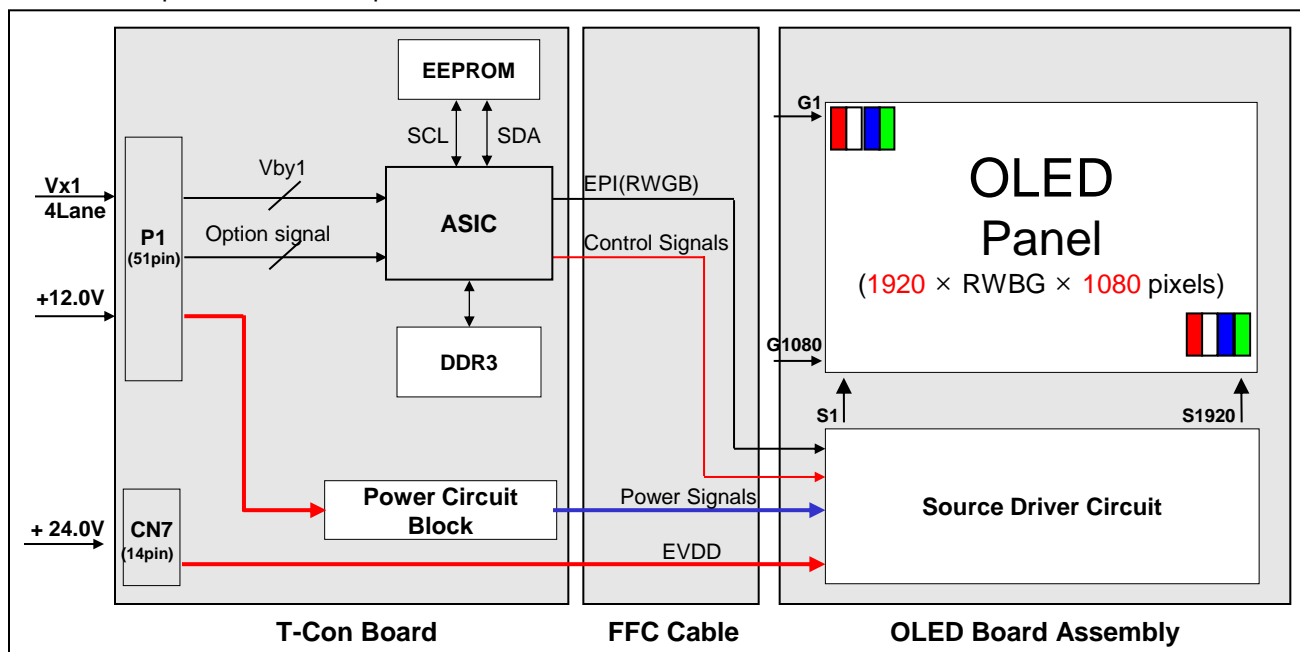 EEPROM
SCL
SDA
G1
Vx1
4Lane
Vby1
EPI(RWGB)
P1
(51pin)
ASIC
Option signal
Control Signals
OLED
Panel
(1920 × RWBG × 1080 pixels)
+12.0V
DDR3
G1080
S1
S1920
Power Circuit
Block
Power Signals
Source Driver Circuit
+ 24.0V
CN7
(14pin)
EVDD
T-Con Board
FFC Cable
OLED Board Assembly